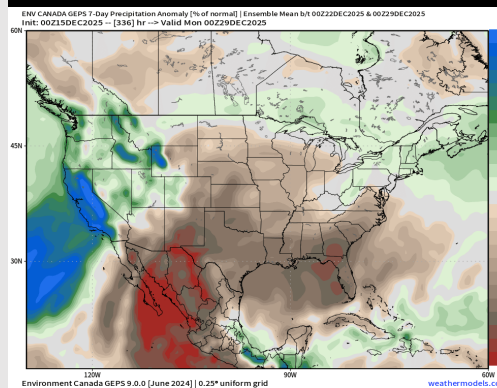 ENV CANADA GEPS 7-Day Precipitation Anomaly [% of normal] | Ensemble Mean b/t 00Z22DEC2025 & 00Z29DEC2025
Init: 00Z15DEC2025 -- [336] hr --> Valid Mon 00Z29DEC2025
60N
45N
30N
120W 90W 60W
Environment Canada GEPS 9.0.0 [June 2024] | 0.25° uniform grid weathermodels.c